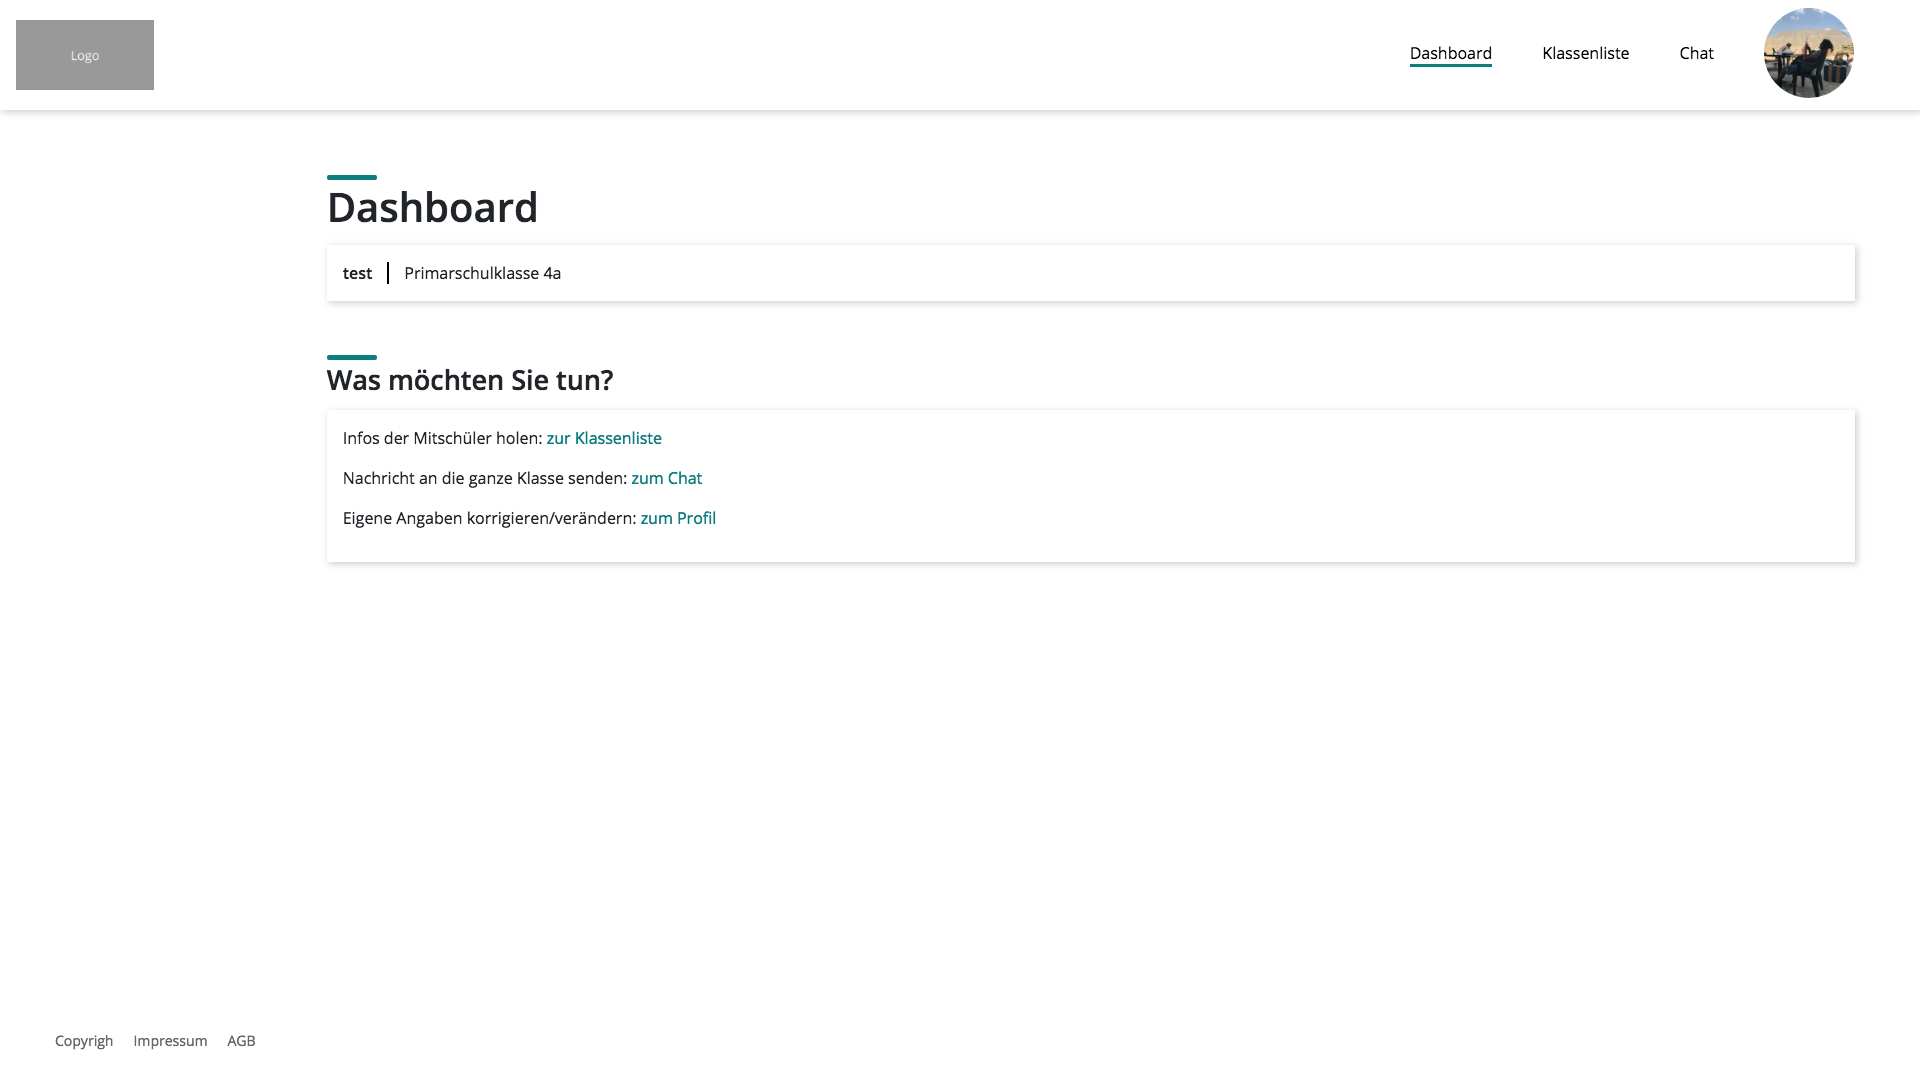 Logo
Dashboard
Klassenliste
Chat
Dashboard
test
Primarschulklasse 4a
Was möchten Sie tun?
Infos der Mitschüler holen: zur Klassenliste
Nachricht an die ganze Klasse senden: zum Chat
Eigene Angaben korrigieren/verändern: zum Profil
Copyrigh
Impressum
AGB